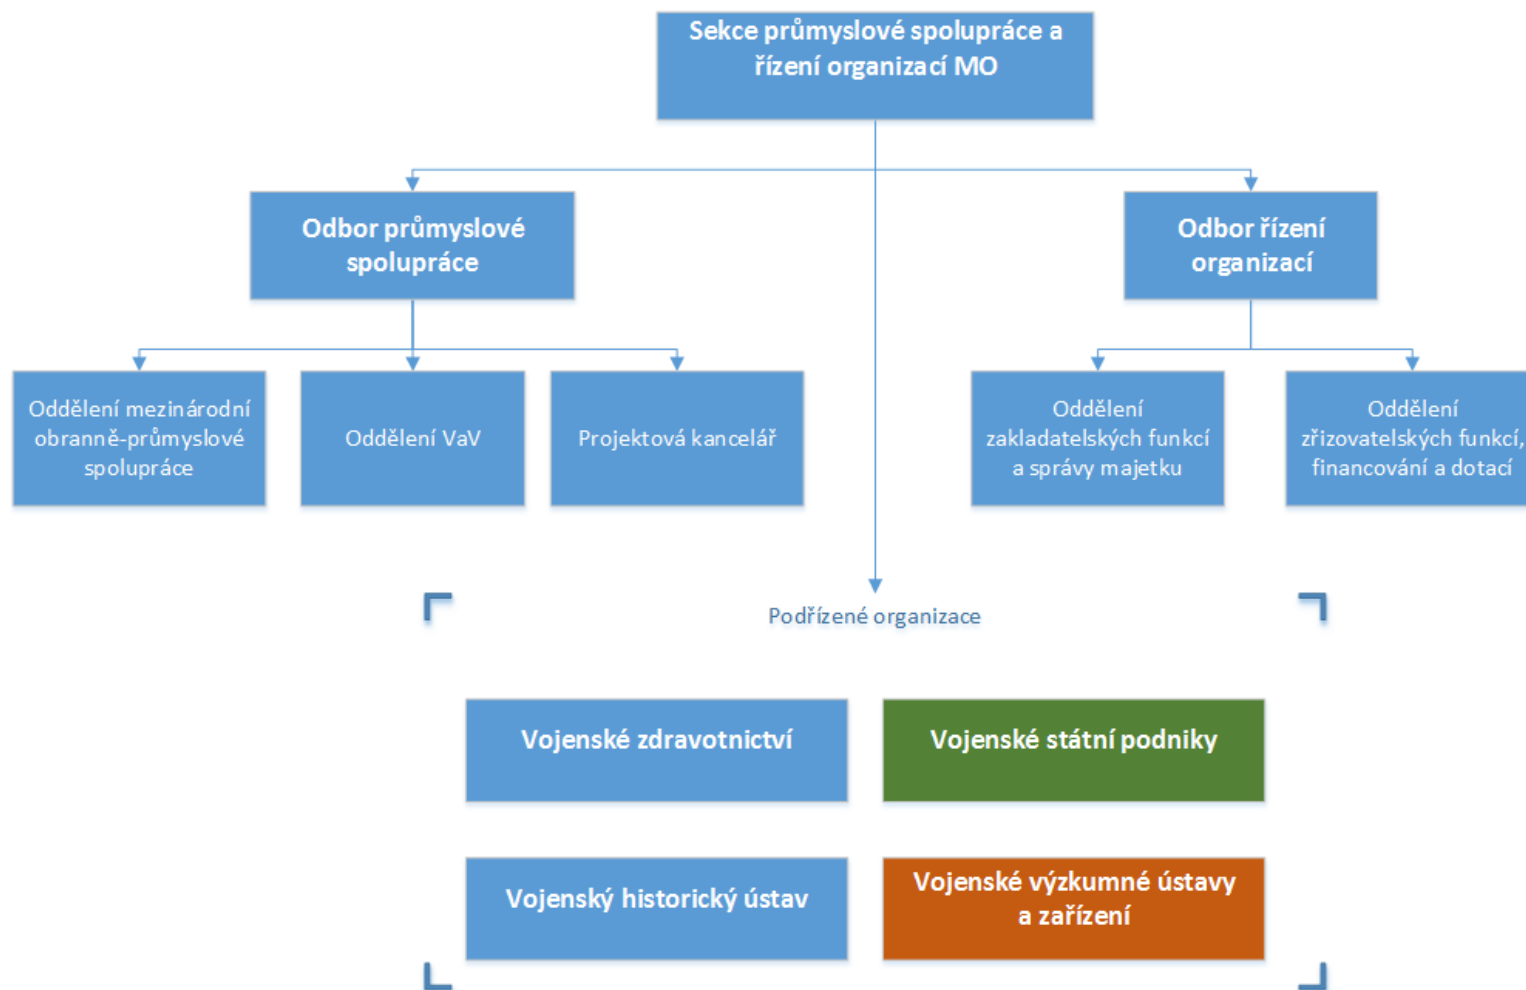 Sekce průmyslové spolupráce a
řízení organizací MO
Odbor průmyslové
spolupráce
Odbor řízení
organizací
Oddělení mezinárodní
obranně-průmyslové
spolupráce
Oddělení VaV
Projektová kancelář
Oddělení
zakladatelských funkcí
a správy majetku
Oddělení
zřizovatelských funkcí,
financování a dotací
Podřízené organizace
Vojenské zdravotnictví
Vojenské státní podniky
Vojenský historický ústav
Vojenské výzkumné ústavy
a zařízení